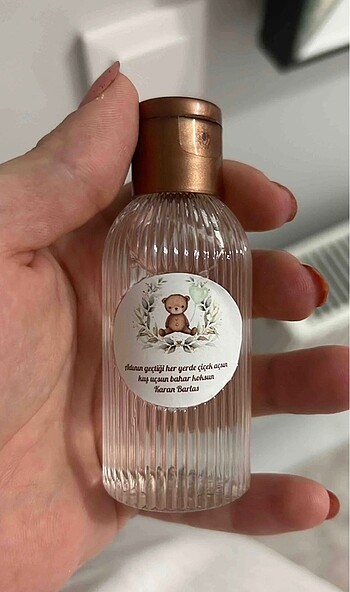 Adının geçtiği her yerde çiçek açsın
kuş uçsun bahar koksun
Karan Barlas